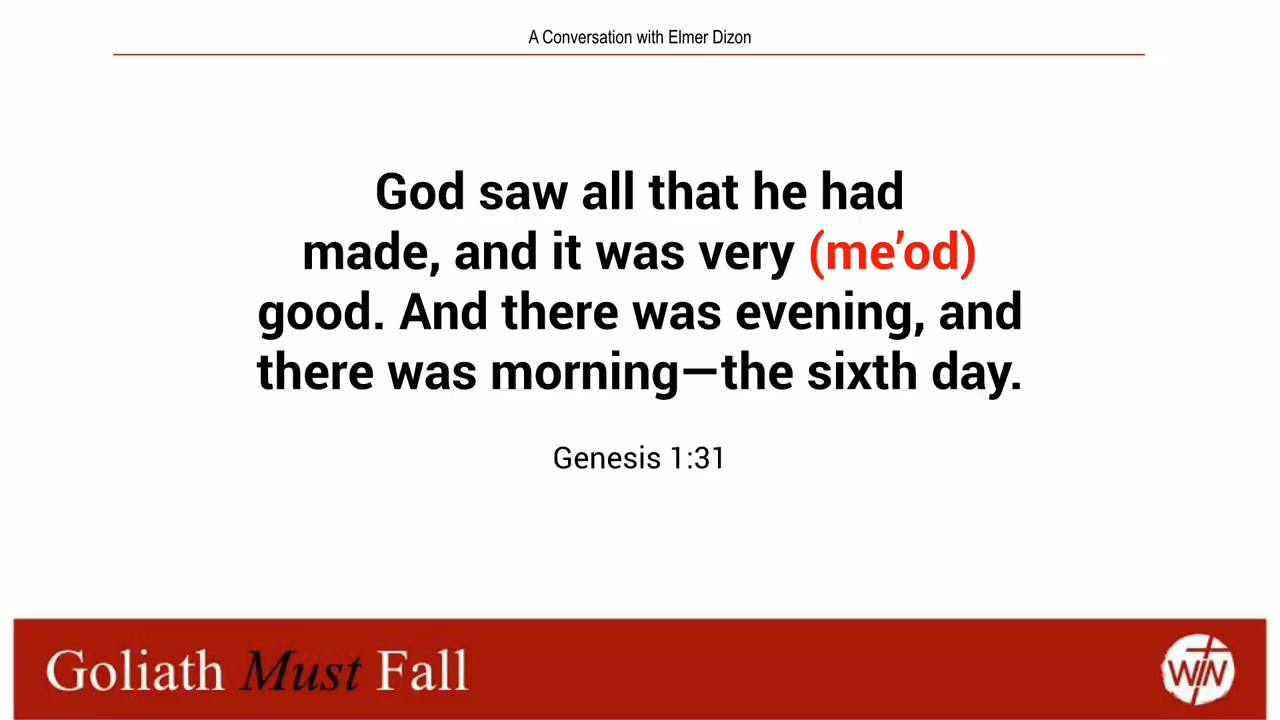 A Conversation with Elmer Dizon
God saw all that he had
made, and it was very (me’od)
good. And there was evening, and
there was morning—the sixth day.
Genesis 1:31
Goliath Must Fall
WIN